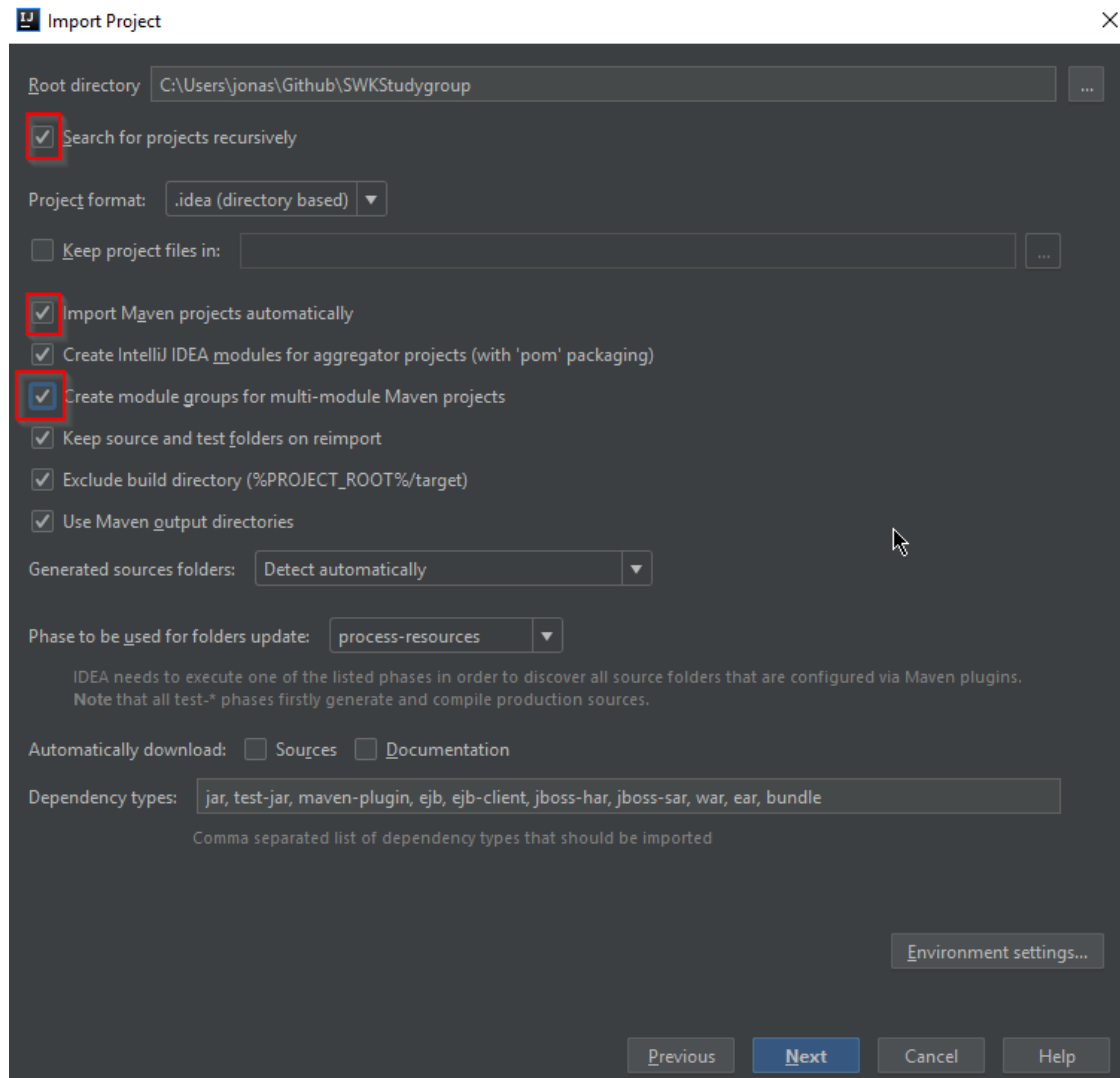 IJ Import Project
Root directory C:\Users\jonas\Github\SWKStudygroup ...
Search for projects recursively
Project format: .idea (directory based)
Keep project files in: ...
Import Maven projects automatically
Create IntelliJ IDEA modules for aggregator projects (with 'pom' packaging)
Create module groups for multi-module Maven projects
Keep source and test folders on reimport
Exclude build directory (%PROJECT_ROOT%/target)
Use Maven output directories
Generated sources folders: Detect automatically
Phase to be used for folders update: process-resources
IDEA needs to execute one of the listed phases in order to discover all source folders that are configured via Maven plugins.
Note that all test-* phases firstly generate and compile production sources.
Automatically download: Sources Documentation
Dependency types: jar, test-jar, maven-plugin, ejb, ejb-client, jboss-har, jboss-sar, war, ear, bundle
Comma separated list of dependency types that should be imported
Environment settings...
Previous Next Cancel Help